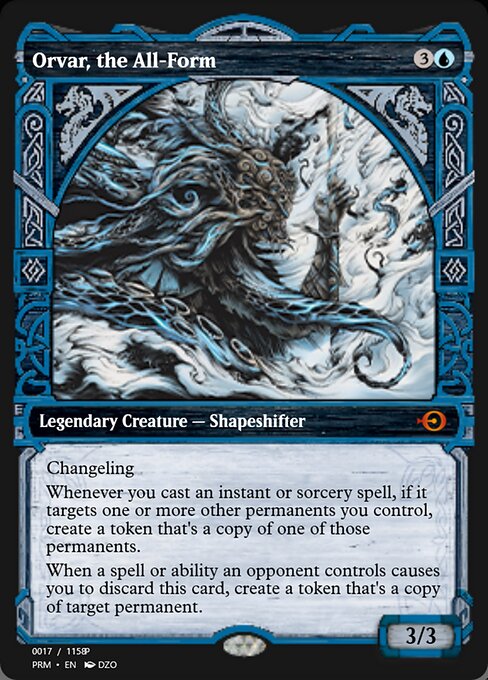 Orvar, the All-Form 3
Legendary Creature — Shapeshifter
Changeling
Whenever you cast an instant or sorcery spell, if it
targets one or more other permanents you control,
create a token that's a copy of one of those
permanents.
When a spell or ability an opponent controls causes
you to discard this card, create a token that's a copy
of target permanent.
3/3
0017 / 1158P
PRM • EN DZO